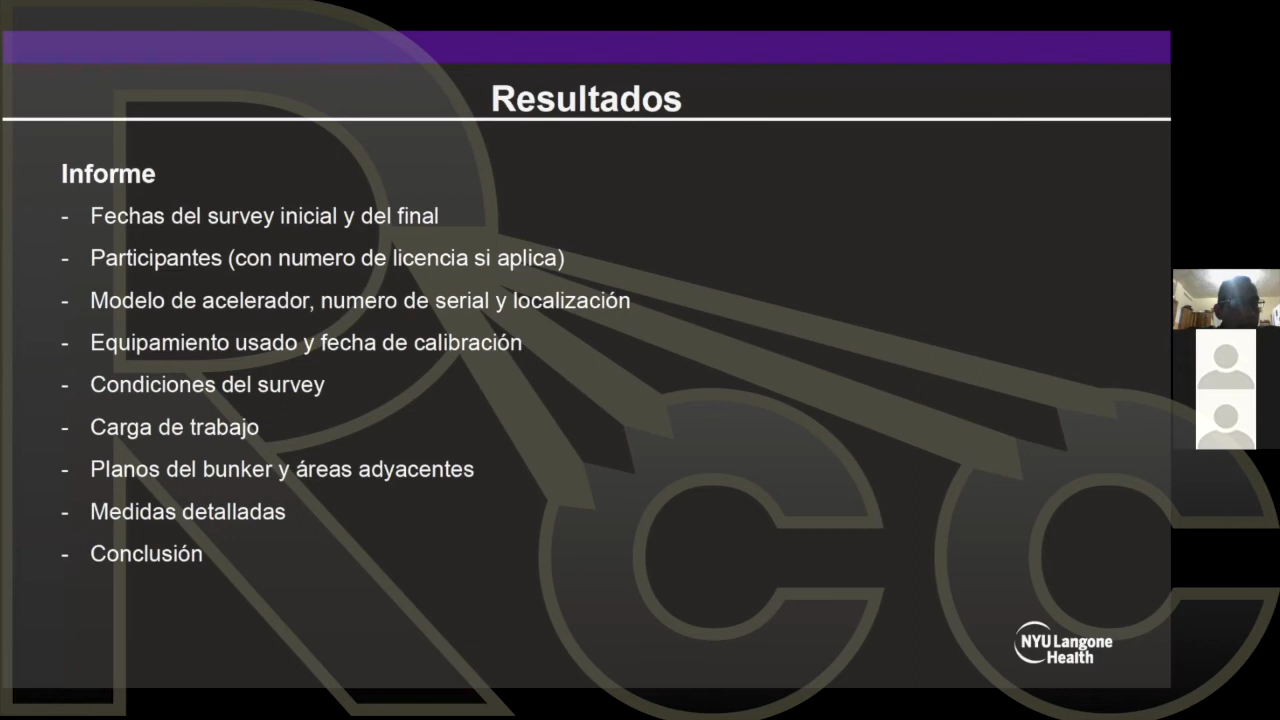 Resultados
Informe
- Fechas del survey inicial y del final
- Participantes (con numero de licencia si aplica)
- Modelo de acelerador, numero de serial y localización
- Equipamiento usado y fecha de calibración
- Condiciones del survey
- Carga de trabajo
- Planos del bunker y áreas adyacentes
- Medidas detalladas
- Conclusión
NYU Langone
Health
RCC